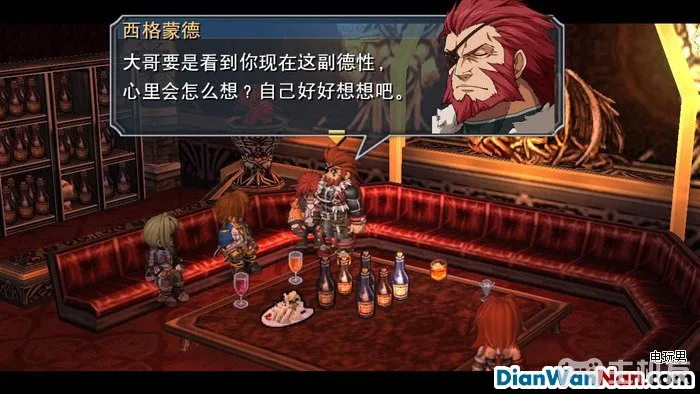 西格蒙德
大哥要是看到你现在这副德性，
心里会怎么想？自己好好想想吧。
电玩男
DianWanNan.com